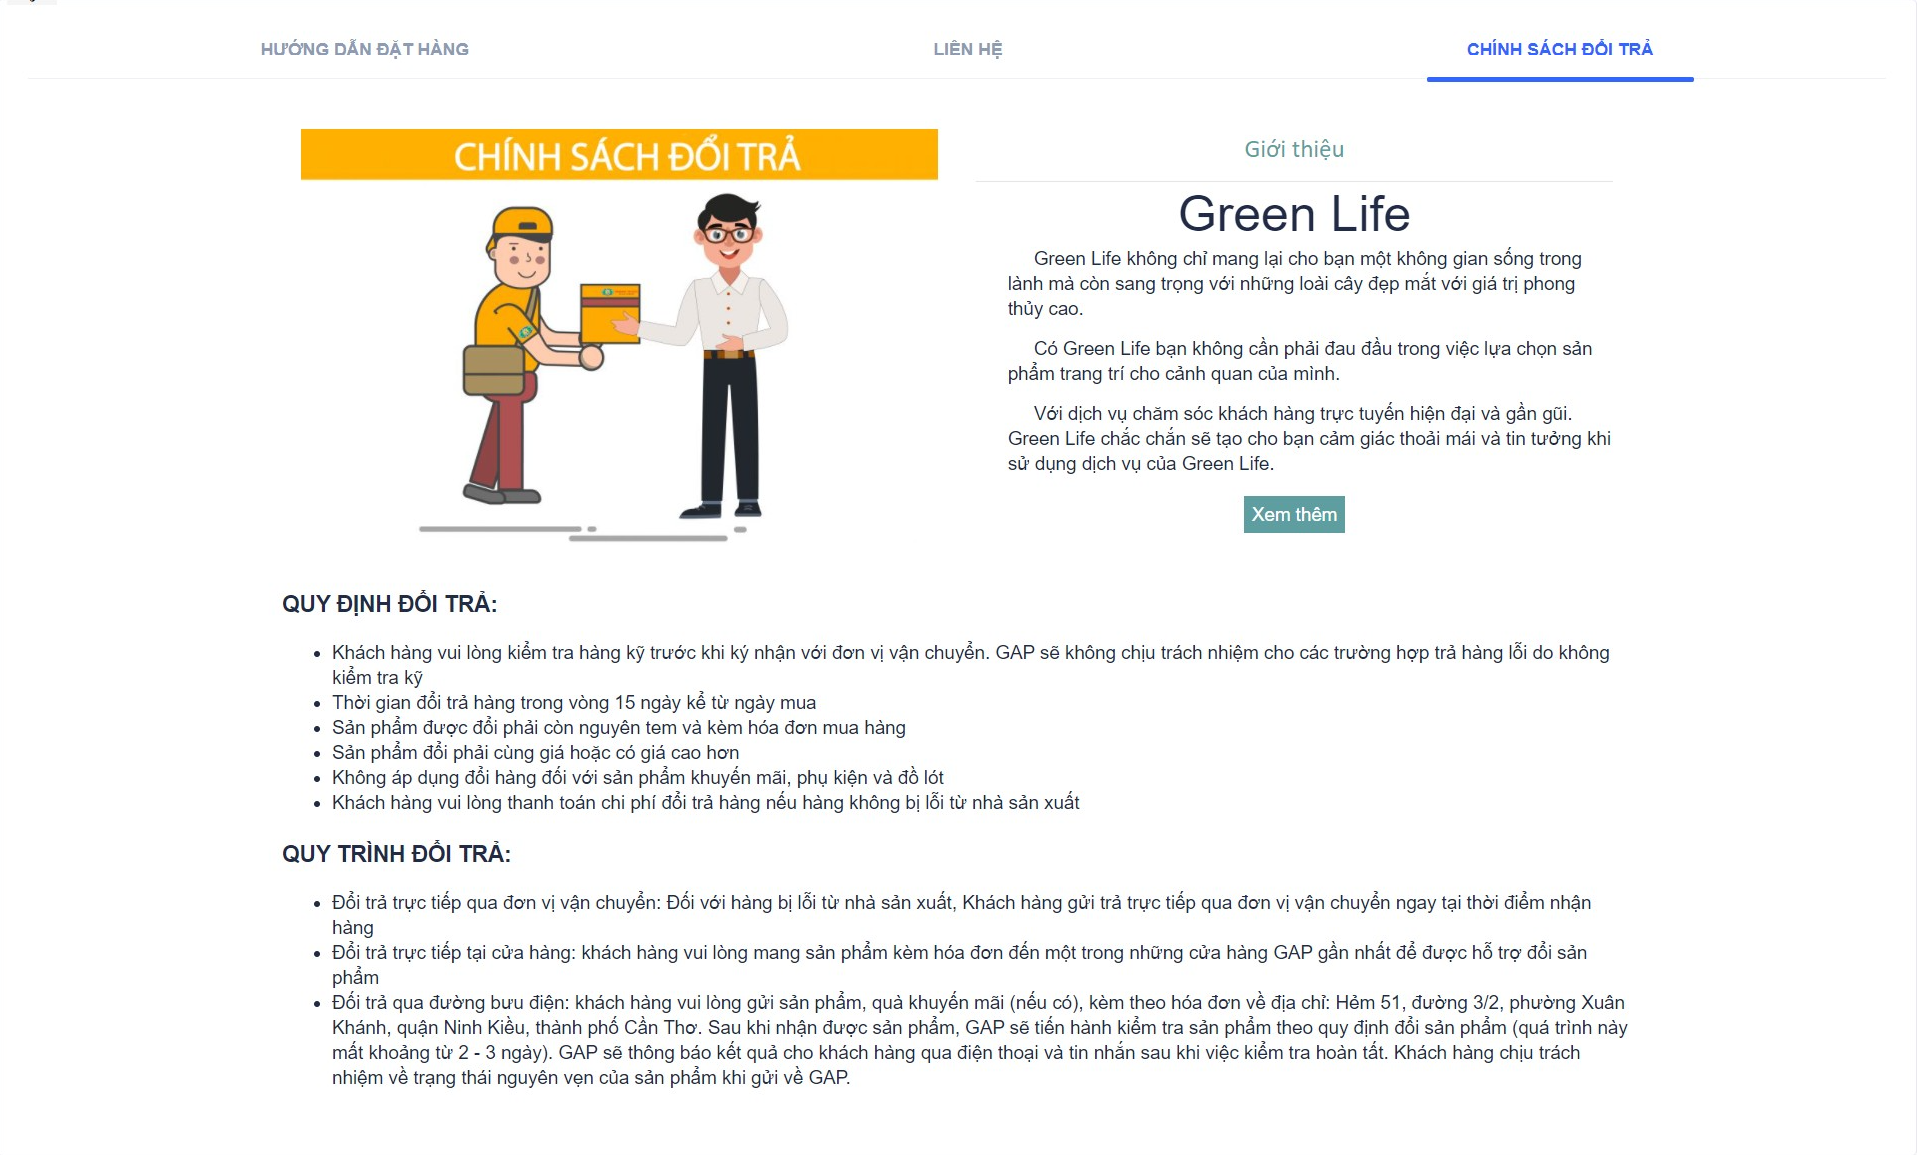 HƯỚNG DẪN ĐẶT HÀNG
LIÊN HỆ
CHÍNH SÁCH ĐỔI TRẢ
CHÍNH SÁCH ĐỔI TRẢ
Giới thiệu
Green Life
Green Life không chỉ mang lại cho bạn một không gian sống trong
lành mà còn sang trọng với những loài cây đẹp mắt với giá trị phong
thủy cao.
Có Green Life bạn không cần phải đau đầu trong việc lựa chọn sản
phẩm trang trí cho cảnh quan của mình.
Với dịch vụ chăm sóc khách hàng trực tuyến hiện đại và gần gũi.
Green Life chắc chắn sẽ tạo cho bạn cảm giác thoải mái và tin tưởng khi
sử dụng dịch vụ của Green Life.
Xem thêm
QUY ĐỊNH ĐỔI TRẢ:
• Khách hàng vui lòng kiểm tra hàng kỹ trước khi ký nhận với đơn vị vận chuyển. GAP sẽ không chịu trách nhiệm cho các trường hợp trả hàng lỗi do không
kiểm tra kỹ
• Thời gian đổi trả hàng trong vòng 15 ngày kể từ ngày mua
• Sản phẩm được đổi phải còn nguyên tem và kèm hóa đơn mua hàng
• Sản phẩm đổi phải cùng giá hoặc có giá cao hơn
• Không áp dụng đổi hàng đối với sản phẩm khuyến mãi, phụ kiện và đồ lót
• Khách hàng vui lòng thanh toán chi phí đổi trả hàng nếu hàng không bị lỗi từ nhà sản xuất
QUY TRÌNH ĐỔI TRẢ:
• Đổi trả trực tiếp qua đơn vị vận chuyển: Đối với hàng bị lỗi từ nhà sản xuất, Khách hàng gửi trả trực tiếp qua đơn vị vận chuyển ngay tại thời điểm nhận
hàng
• Đổi trả trực tiếp tại cửa hàng: khách hàng vui lòng mang sản phẩm kèm hóa đơn đến một trong những cửa hàng GAP gần nhất để được hỗ trợ đổi sản
phẩm
• Đối trả qua đường bưu điện: khách hàng vui lòng gửi sản phẩm, quà khuyến mãi (nếu có), kèm theo hóa đơn về địa chỉ: Hẻm 51, đường 3/2, phường Xuân
Khánh, quận Ninh Kiều, thành phố Cần Thơ. Sau khi nhận được sản phẩm, GAP sẽ tiến hành kiểm tra sản phẩm theo quy định đổi sản phẩm (quá trình này
mất khoảng từ 2 - 3 ngày). GAP sẽ thông báo kết quả cho khách hàng qua điện thoại và tin nhắn sau khi việc kiểm tra hoàn tất. Khách hàng chịu trách
nhiệm về trạng thái nguyên vẹn của sản phẩm khi gửi về GAP.